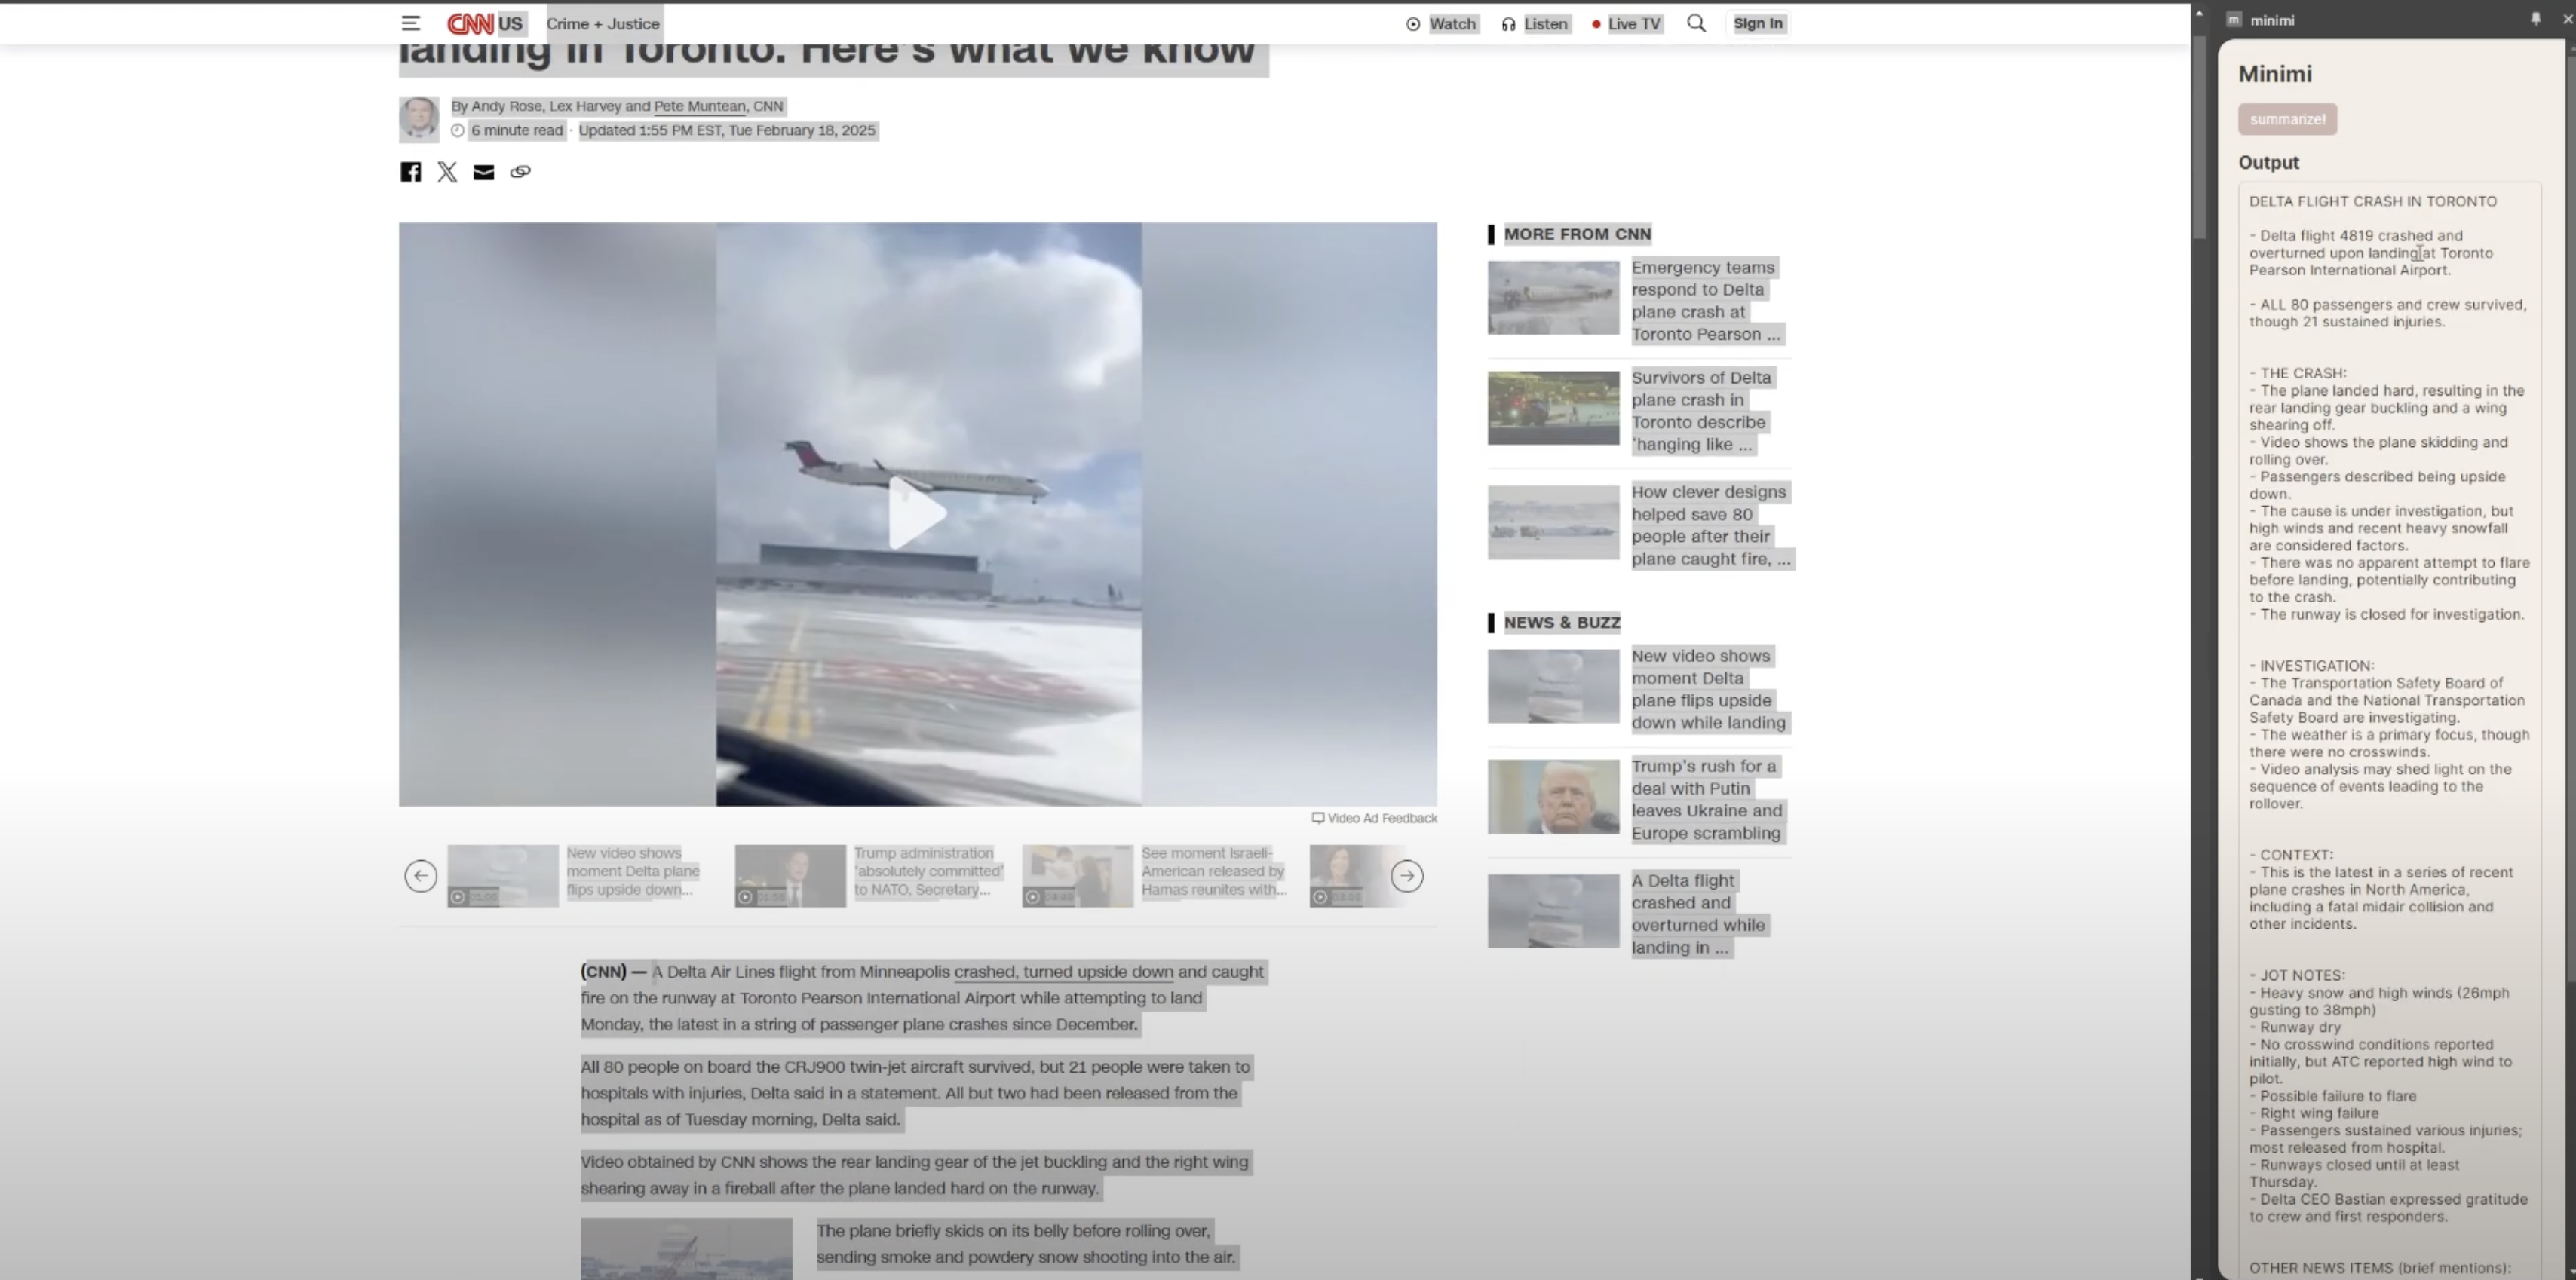 CNN US Crime + Justice
Watch Listen Live TV Sign In
landing in Toronto. Here's what we know
By Andy Rose, Lex Harvey and Pete Muntean, CNN
6 minute read · Updated 1:55 PM EST, Tue February 18, 2025
Video Ad Feedback
New video shows
moment Delta plane
flips upside down...
Trump administration
'absolutely committed'
to NATO, Secretary...
See moment Israeli-
American released by
Hamas reunites with...
(CNN) — A Delta Air Lines flight from Minneapolis crashed, turned upside down and caught
fire on the runway at Toronto Pearson International Airport while attempting to land
Monday, the latest in a string of passenger plane crashes since December.
All 80 people on board the CRJ900 twin-jet aircraft survived, but 21 people were taken to
hospitals with injuries, Delta said in a statement. All but two had been released from the
hospital as of Tuesday morning, Delta said.
Video obtained by CNN shows the rear landing gear of the jet buckling and the right wing
shearing away in a fireball after the plane landed hard on the runway.
The plane briefly skids on its belly before rolling over,
sending smoke and powdery snow shooting into the air.
MORE FROM CNN
Emergency teams
respond to Delta
plane crash at
Toronto Pearson ...
Survivors of Delta
plane crash in
Toronto describe
'hanging like ...
How clever designs
helped save 80
people after their
plane caught fire, ...
NEWS & BUZZ
New video shows
moment Delta
plane flips upside
down while landing
Trump's rush for a
deal with Putin
leaves Ukraine and
Europe scrambling
A Delta flight
crashed and
overturned while
landing in ...
m minimi
Minimi
summarize!
Output
DELTA FLIGHT CRASH IN TORONTO
- Delta flight 4819 crashed and
overturned upon landing at Toronto
Pearson International Airport.
- ALL 80 passengers and crew survived,
though 21 sustained injuries.
- THE CRASH:
- The plane landed hard, resulting in the
rear landing gear buckling and a wing
shearing off.
- Video shows the plane skidding and
rolling over.
- Passengers described being upside
down.
- The cause is under investigation, but
high winds and recent heavy snowfall
are considered factors.
- There was no apparent attempt to flare
before landing, potentially contributing
to the crash.
- The runway is closed for investigation.
- INVESTIGATION:
- The Transportation Safety Board of
Canada and the National Transportation
Safety Board are investigating.
- The weather is a primary focus, though
there were no crosswinds.
- Video analysis may shed light on the
sequence of events leading to the
rollover.
- CONTEXT:
- This is the latest in a series of recent
plane crashes in North America,
including a fatal midair collision and
other incidents.
- JOT NOTES:
- Heavy snow and high winds (26mph
gusting to 38mph)
- Runway dry
- No crosswind conditions reported
initially, but ATC reported high wind to
pilot.
- Possible failure to flare
- Right wing failure
- Passengers sustained various injuries;
most released from hospital.
- Runways closed until at least
Thursday.
- Delta CEO Bastian expressed gratitude
to crew and first responders.
OTHER NEWS ITEMS (brief mentions):